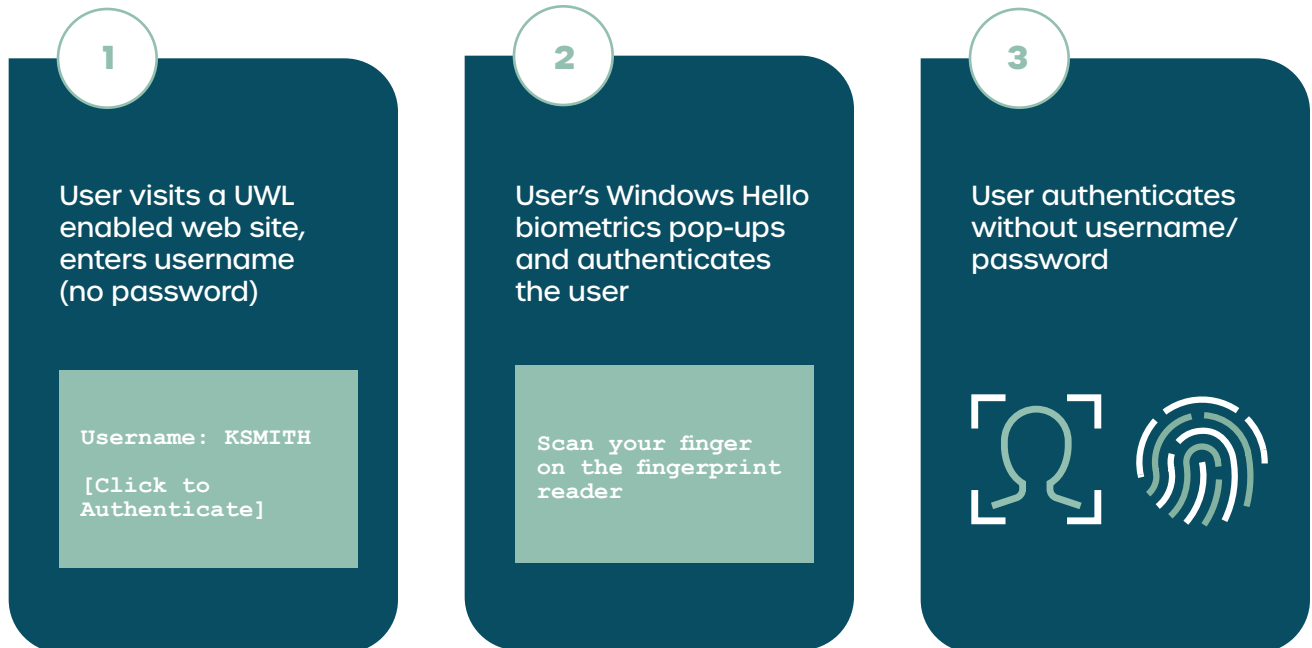 1
User visits a UWL
enabled web site,
enters username
(no password)
Username: KSMITH
[Click to
Authenticate]
2
User's Windows Hello
biometrics pop-ups
and authenticates
the user
Scan your finger
on the fingerprint
reader
3
User authenticates
without username/
password